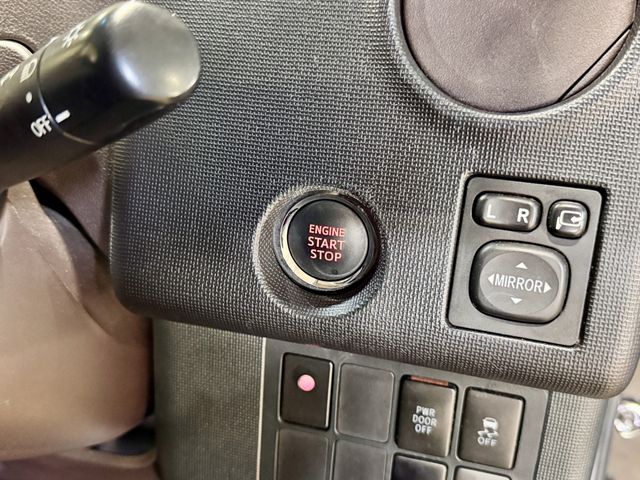 OFF
ENGINE
START
STOP
L R
MIRROR
PWR
DOOR
OFF
OFF